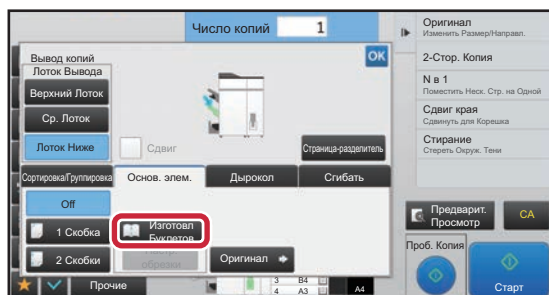 Число копий 1
Вывод копий
OK
Лоток Вывода
Верхний Лоток
Ср. Лоток
Лоток Ниже
Сдвиг
Страница-разделитель
Сортировка/Группировка
Основ. элем.
Дырокол
Сгибать
Off
1 Скобка
2 Скобки
Изготовл
Буклетов
обрезки
Оригинал
Прочие
3 B4
4 A3
A4
Оригинал
Изменить Размер/Направл.
2-Стор. Копия
N в 1
Поместить Неск. Стр. на Одной
Сдвиг края
Сдвинуть для Корешка
Стирание
Стереть Окруж. Тени
Предварит.
Просмотр
CA
Проб. Копия
Старт